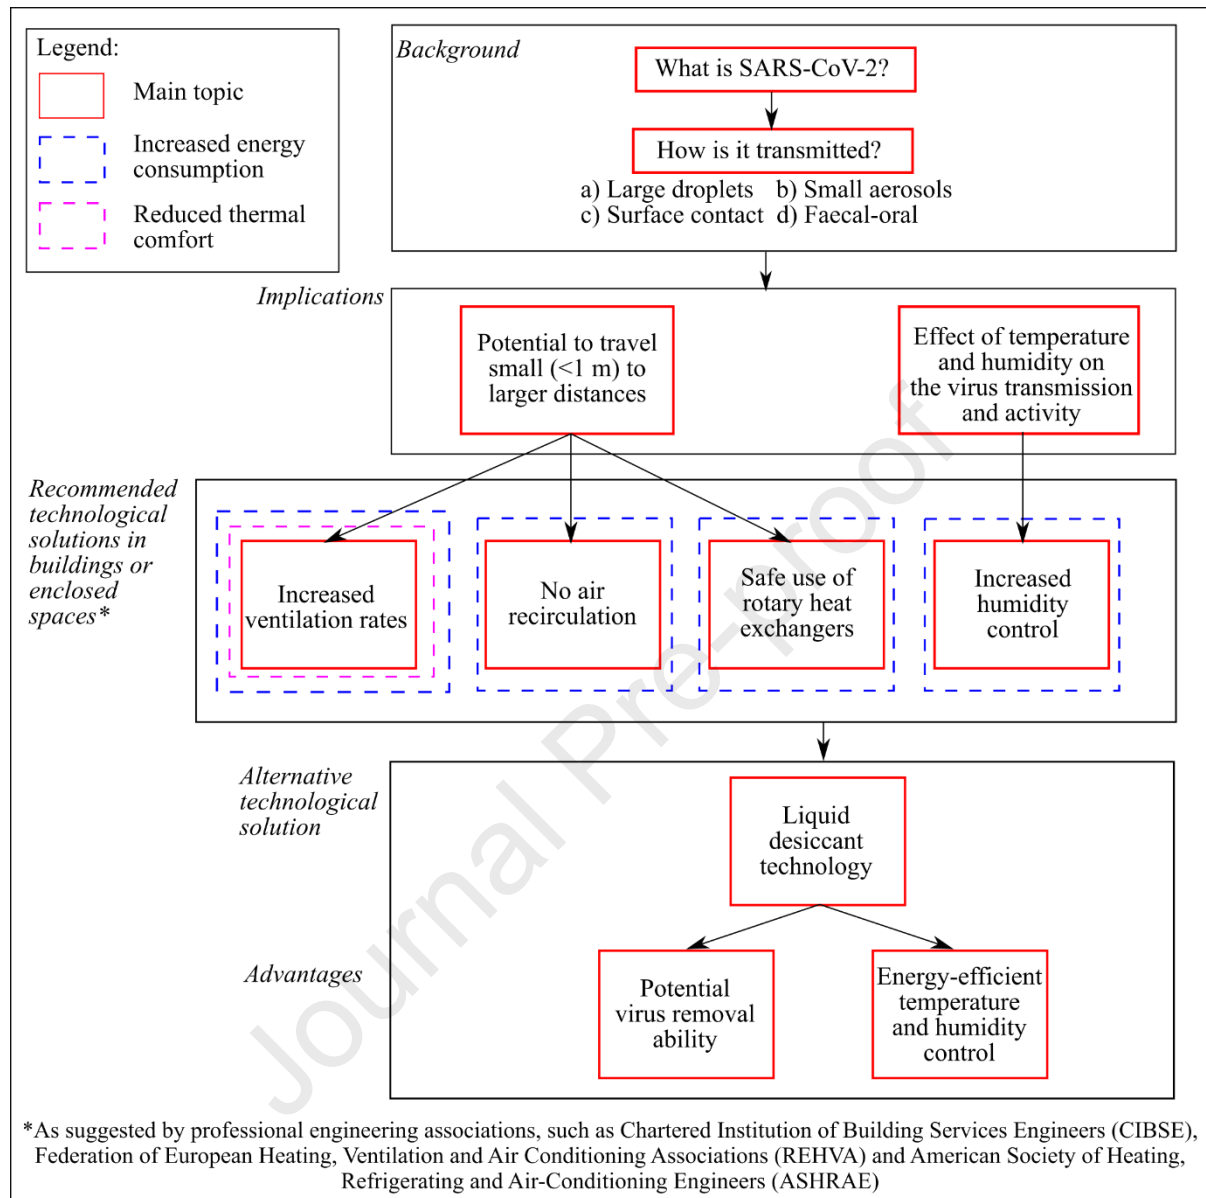 Legend:
Main topic
Increased energy
consumption
Reduced thermal
comfort
Background
What is SARS-CoV-2?
How is it transmitted?
a) Large droplets b) Small aerosols
c) Surface contact d) Faecal-oral
Implications
Potential to travel
small (<1 m) to
larger distances
Effect of temperature
and humidity on
the virus transmission
and activity
Recommended
technological
solutions in
buildings or
enclosed
spaces*
Increased
ventilation rates
No air
recirculation
Safe use of
rotary heat
exchangers
Increased
humidity
control
Alternative
technological
solution
Liquid
desiccant
technology
Advantages
Potential
virus removal
ability
Energy-efficient
temperature
and humidity
control
*As suggested by professional engineering associations, such as Chartered Institution of Building Services Engineers (CIBSE),
Federation of European Heating, Ventilation and Air Conditioning Associations (REHVA) and American Society of Heating,
Refrigerating and Air-Conditioning Engineers (ASHRAE)
Journal Pre-proof